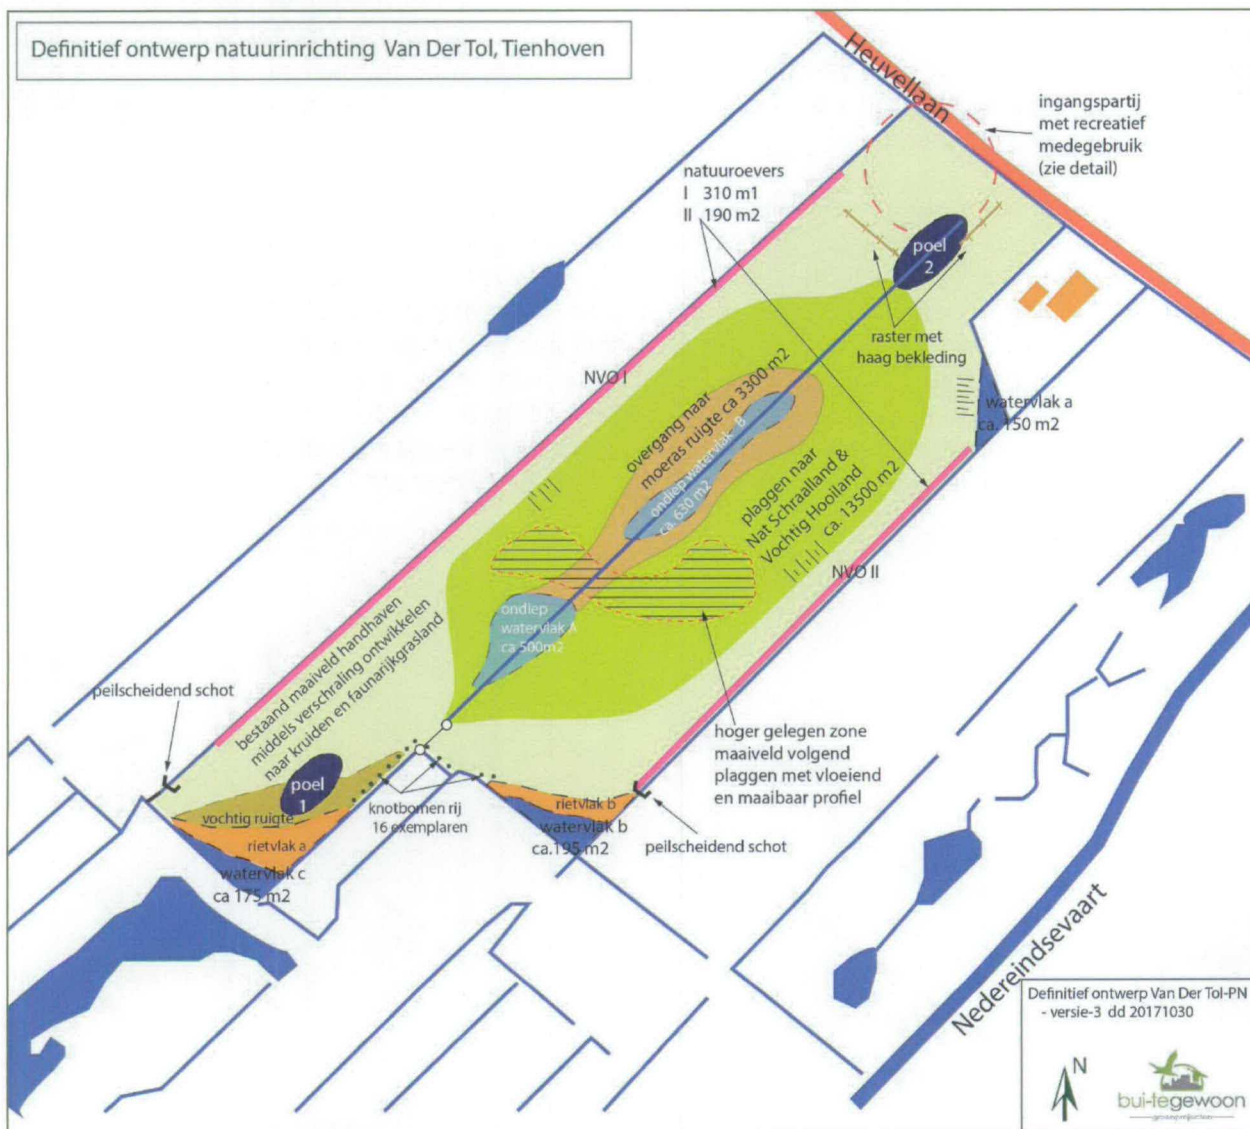 Definitief ontwerp natuurinrichting Van Der Tol, Tienhoven
Heuvellaan
ingangspartij
met recreatief
medegebruik
(zie detail)
natuuroevers
I 310 m1
II 190 m2
poel
2
raster met
haag bekleding
NVO I
overgang naar
moeras ruigte ca 3300 m2
ondiep watervlak B
ca. 630 m2
plaggen naar
Nat Schraalland &
Vochtig Hooiland
ca. 13500 m2
watervlak a
ca. 150 m2
NVO II
ondiep
watervlak A
ca 500m2
bestaand maaiveld handhaven
middels verschraling ontwikkelen
naar kruiden en faunarijkgrasland
peilscheidend schot
poel
1
vochtig ruigte
rietvlak a
watervlak c
ca 175 m2
knotbomen rij
16 exemplaren
rietvlak b
watervlak b
ca.195 m2
peilscheidend schot
hoger gelegen zone
maaiveld volgend
plaggen met vloeiend
en maaibaar profiel
Nedereindsevaart
Definitief ontwerp Van Der Tol-PN
- versie-3 dd 20171030
N
bui-tegewoon